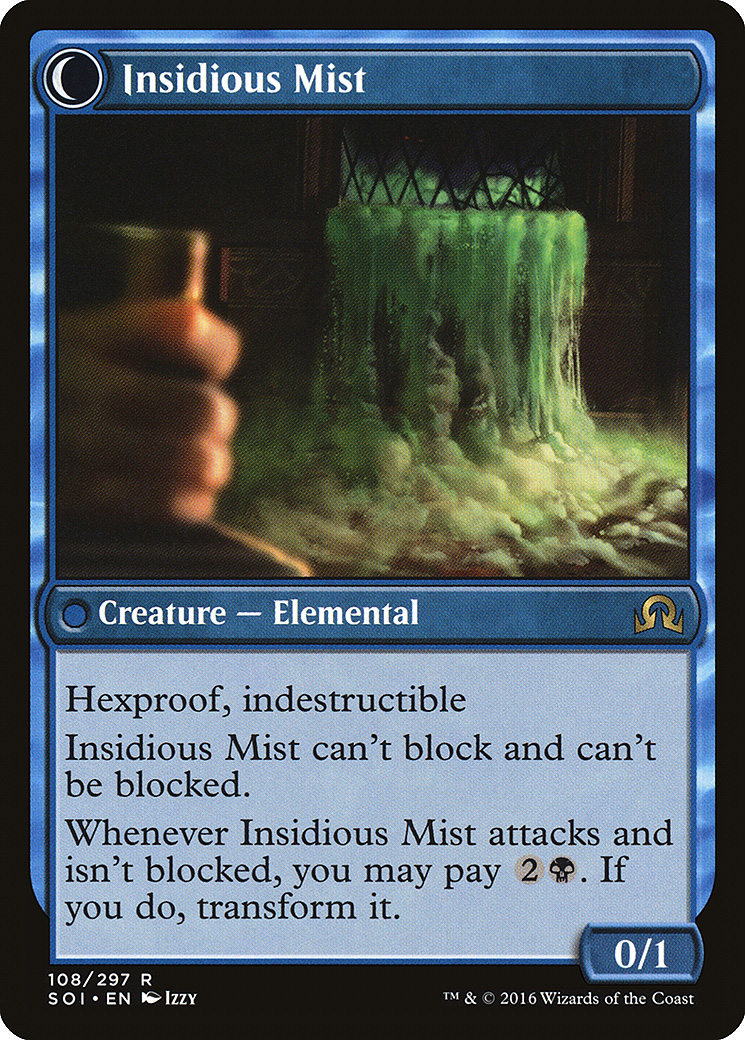 Insidious Mist
Creature — Elemental
Hexproof, indestructible
Insidious Mist can't block and can't
be blocked.
Whenever Insidious Mist attacks and
isn't blocked, you may pay 2. If
you do, transform it.
0/1
108/297 R
SOI • EN Izzy
™ & © 2016 Wizards of the Coast